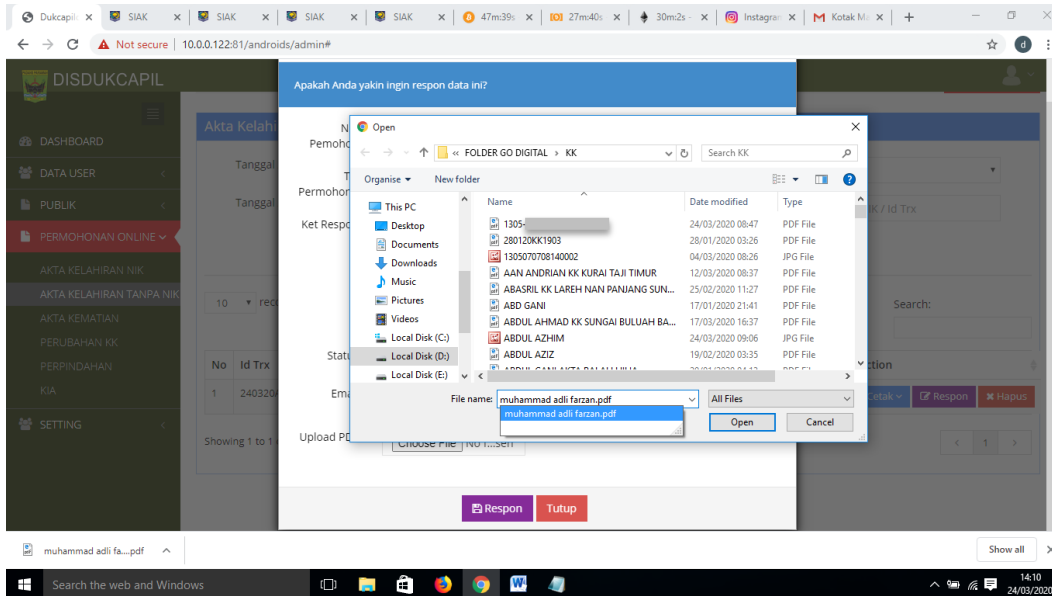 Dukcapil
SIAK
SIAK
SIAK
SIAK
47m:39s
27m:40s
30m:2s -
Instagram
Kotak Ma
Not secure | 10.0.0.122:81/androids/admin#
d
DISDUKCAPIL
DASHBOARD
DATA USER
PUBLIK
PERMOHONAN ONLINE
AKTA KELAHIRAN NIK
AKTA KELAHIRAN TANPA NIK
AKTA KEMATIAN
PERUBAHAN KK
PERPINDAHAN
KIA
SETTING
Akta Kelahi
Tanggal
Tanggal
IK / Id Trx
10
reco
Search:
No Id Trx
ction
1 240320
Cetak Respon Hapus
Showing 1 to 1
1
Apakah Anda yakin ingin respon data ini?
N
Pemoho
T
Permohon
Ket Respo
Statu
Ema
Upload PD
Choose File No f...sen
Respon Tutup
Open
« FOLDER GO DIGITAL > KK
Search KK
Organise New folder
This PC
Desktop
Documents
Downloads
Music
Pictures
Videos
Local Disk (C:)
Local Disk (D:)
Local Disk (E:)
Name Date modified Type
1305- 24/03/2020 08:47 PDF File
280120KK1903 28/01/2020 03:26 PDF File
1305070708140002 04/03/2020 08:26 JPG File
AAN ANDRIAN KK KURAI TAJI TIMUR 12/03/2020 08:37 PDF File
ABASRIL KK LAREH NAN PANJANG SUN... 25/02/2020 11:27 PDF File
ABD GANI 17/01/2020 21:41 PDF File
ABDUL AHMAD KK SUNGAI BULUAH BA... 17/03/2020 16:37 PDF File
ABDUL AZHIM 24/03/2020 09:06 JPG File
ABDUL AZIZ 19/02/2020 03:35 PDF File
File name: muhammad adli farzan.pdf
All Files
muhammad adli farzan.pdf
Open Cancel
muhammad adli fa....pdf
Show all
Search the web and Windows
14:10
24/03/2020